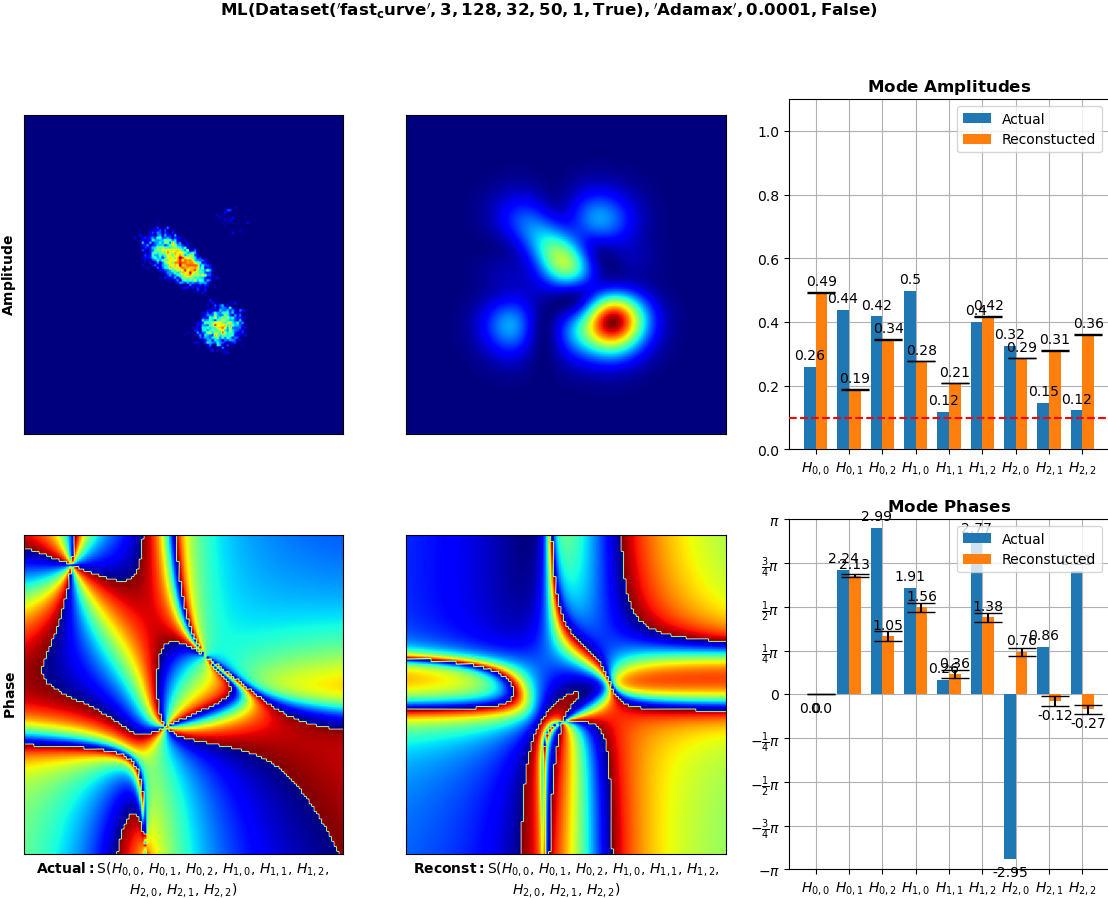 ML(Dataset('fast_curve', 3, 128, 32, 50, 1, True), 'Adamax', 0.0001, False)
Amplitude
Mode Amplitudes
Actual
Reconstucted
1.0
0.8
0.6
0.4
0.2
0.0
0.26 0.49 0.44 0.19 0.42 0.34 0.5 0.28 0.12 0.21 0.4 0.42 0.32 0.29 0.15 0.31 0.12 0.36
H0,0 H0,1 H0,2 H1,0 H1,1 H1,2 H2,0 H2,1 H2,2
Phase
Actual: S(H0,0, H0,1, H0,2, H1,0, H1,1, H1,2,
H2,0, H2,1, H2,2)
Reconst: S(H0,0, H0,1, H0,2, H1,0, H1,1, H1,2,
H2,0, H2,1, H2,2)
Mode Phases
Actual
Reconstucted
π
3/4π
1/2π
1/4π
0
−1/4π
−1/2π
−3/4π
−π
0.0 0.0 2.24 2.13 2.99 1.05 1.91 1.56 0.36 2.77 1.38 -2.95 0.76 0.86 -0.12 -0.27
H0,0 H0,1 H0,2 H1,0 H1,1 H1,2 H2,0 H2,1 H2,2